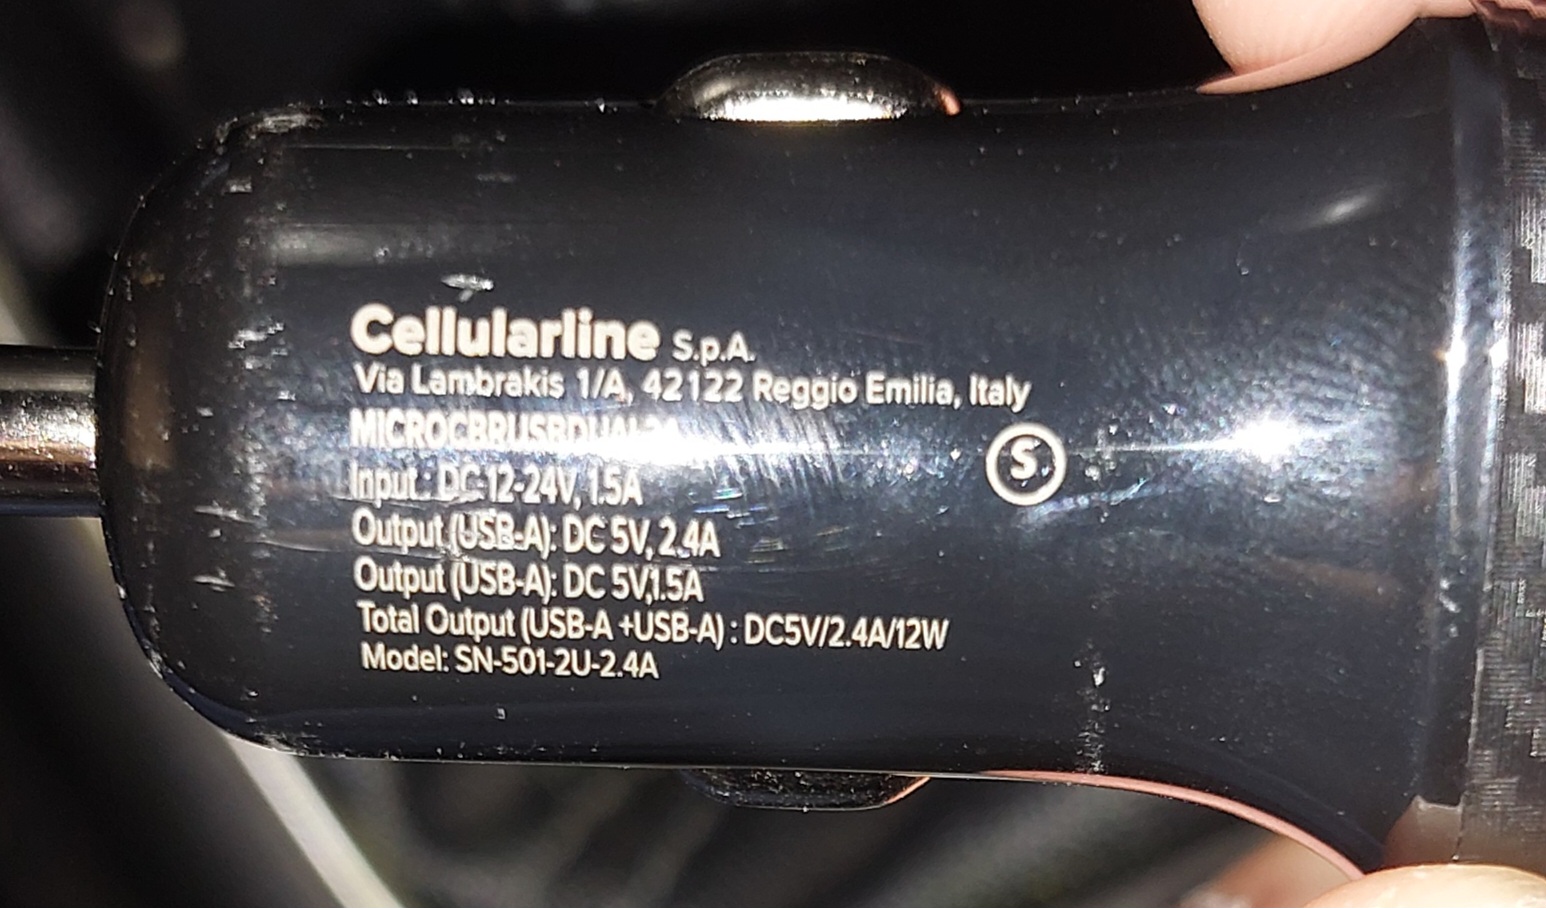 Cellularline S.p.A.
Via Lambrakis 1/A, 42122 Reggio Emilia, Italy
S
Input : DC 12-24V, 1.5A
Output (USB-A): DC 5V, 2.4A
Output (USB-A): DC 5V,1.5A
Total Output (USB-A +USB-A) : DC5V/2.4A/12W
Model: SN-501-2U-2.4A